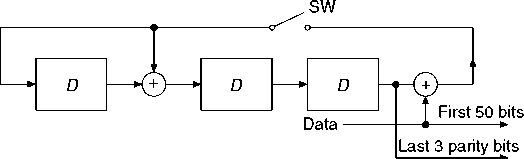 SW
D
+
D
D
+
Data
First 50 bits
Last 3 parity bits